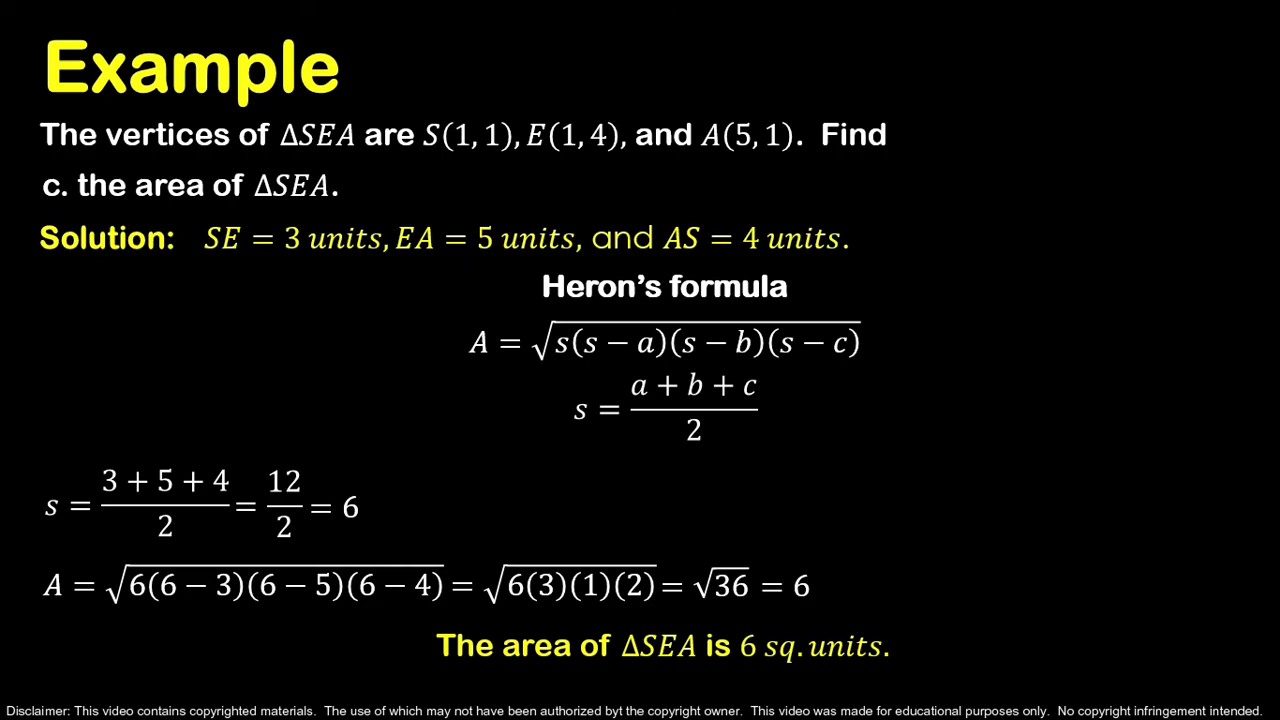 Example
The vertices of ΔSEA are S(1, 1), E(1, 4), and A(5, 1). Find
c. the area of ΔSEA.
Solution: SE = 3 units, EA = 5 units, and AS = 4 units.
Heron's formula
A = √(s(s − a)(s − b)(s − c))
s = (a + b + c)/2
s = (3 + 5 + 4)/2 = 12/2 = 6
A = √(6(6 − 3)(6 − 5)(6 − 4)) = √(6(3)(1)(2)) = √36 = 6
The area of ΔSEA is 6 sq. units.
Disclaimer: This video contains copyrighted materials. The use of which may not have been authorized byt the copyright owner. This video was made for educational purposes only. No copyright infringement intended.